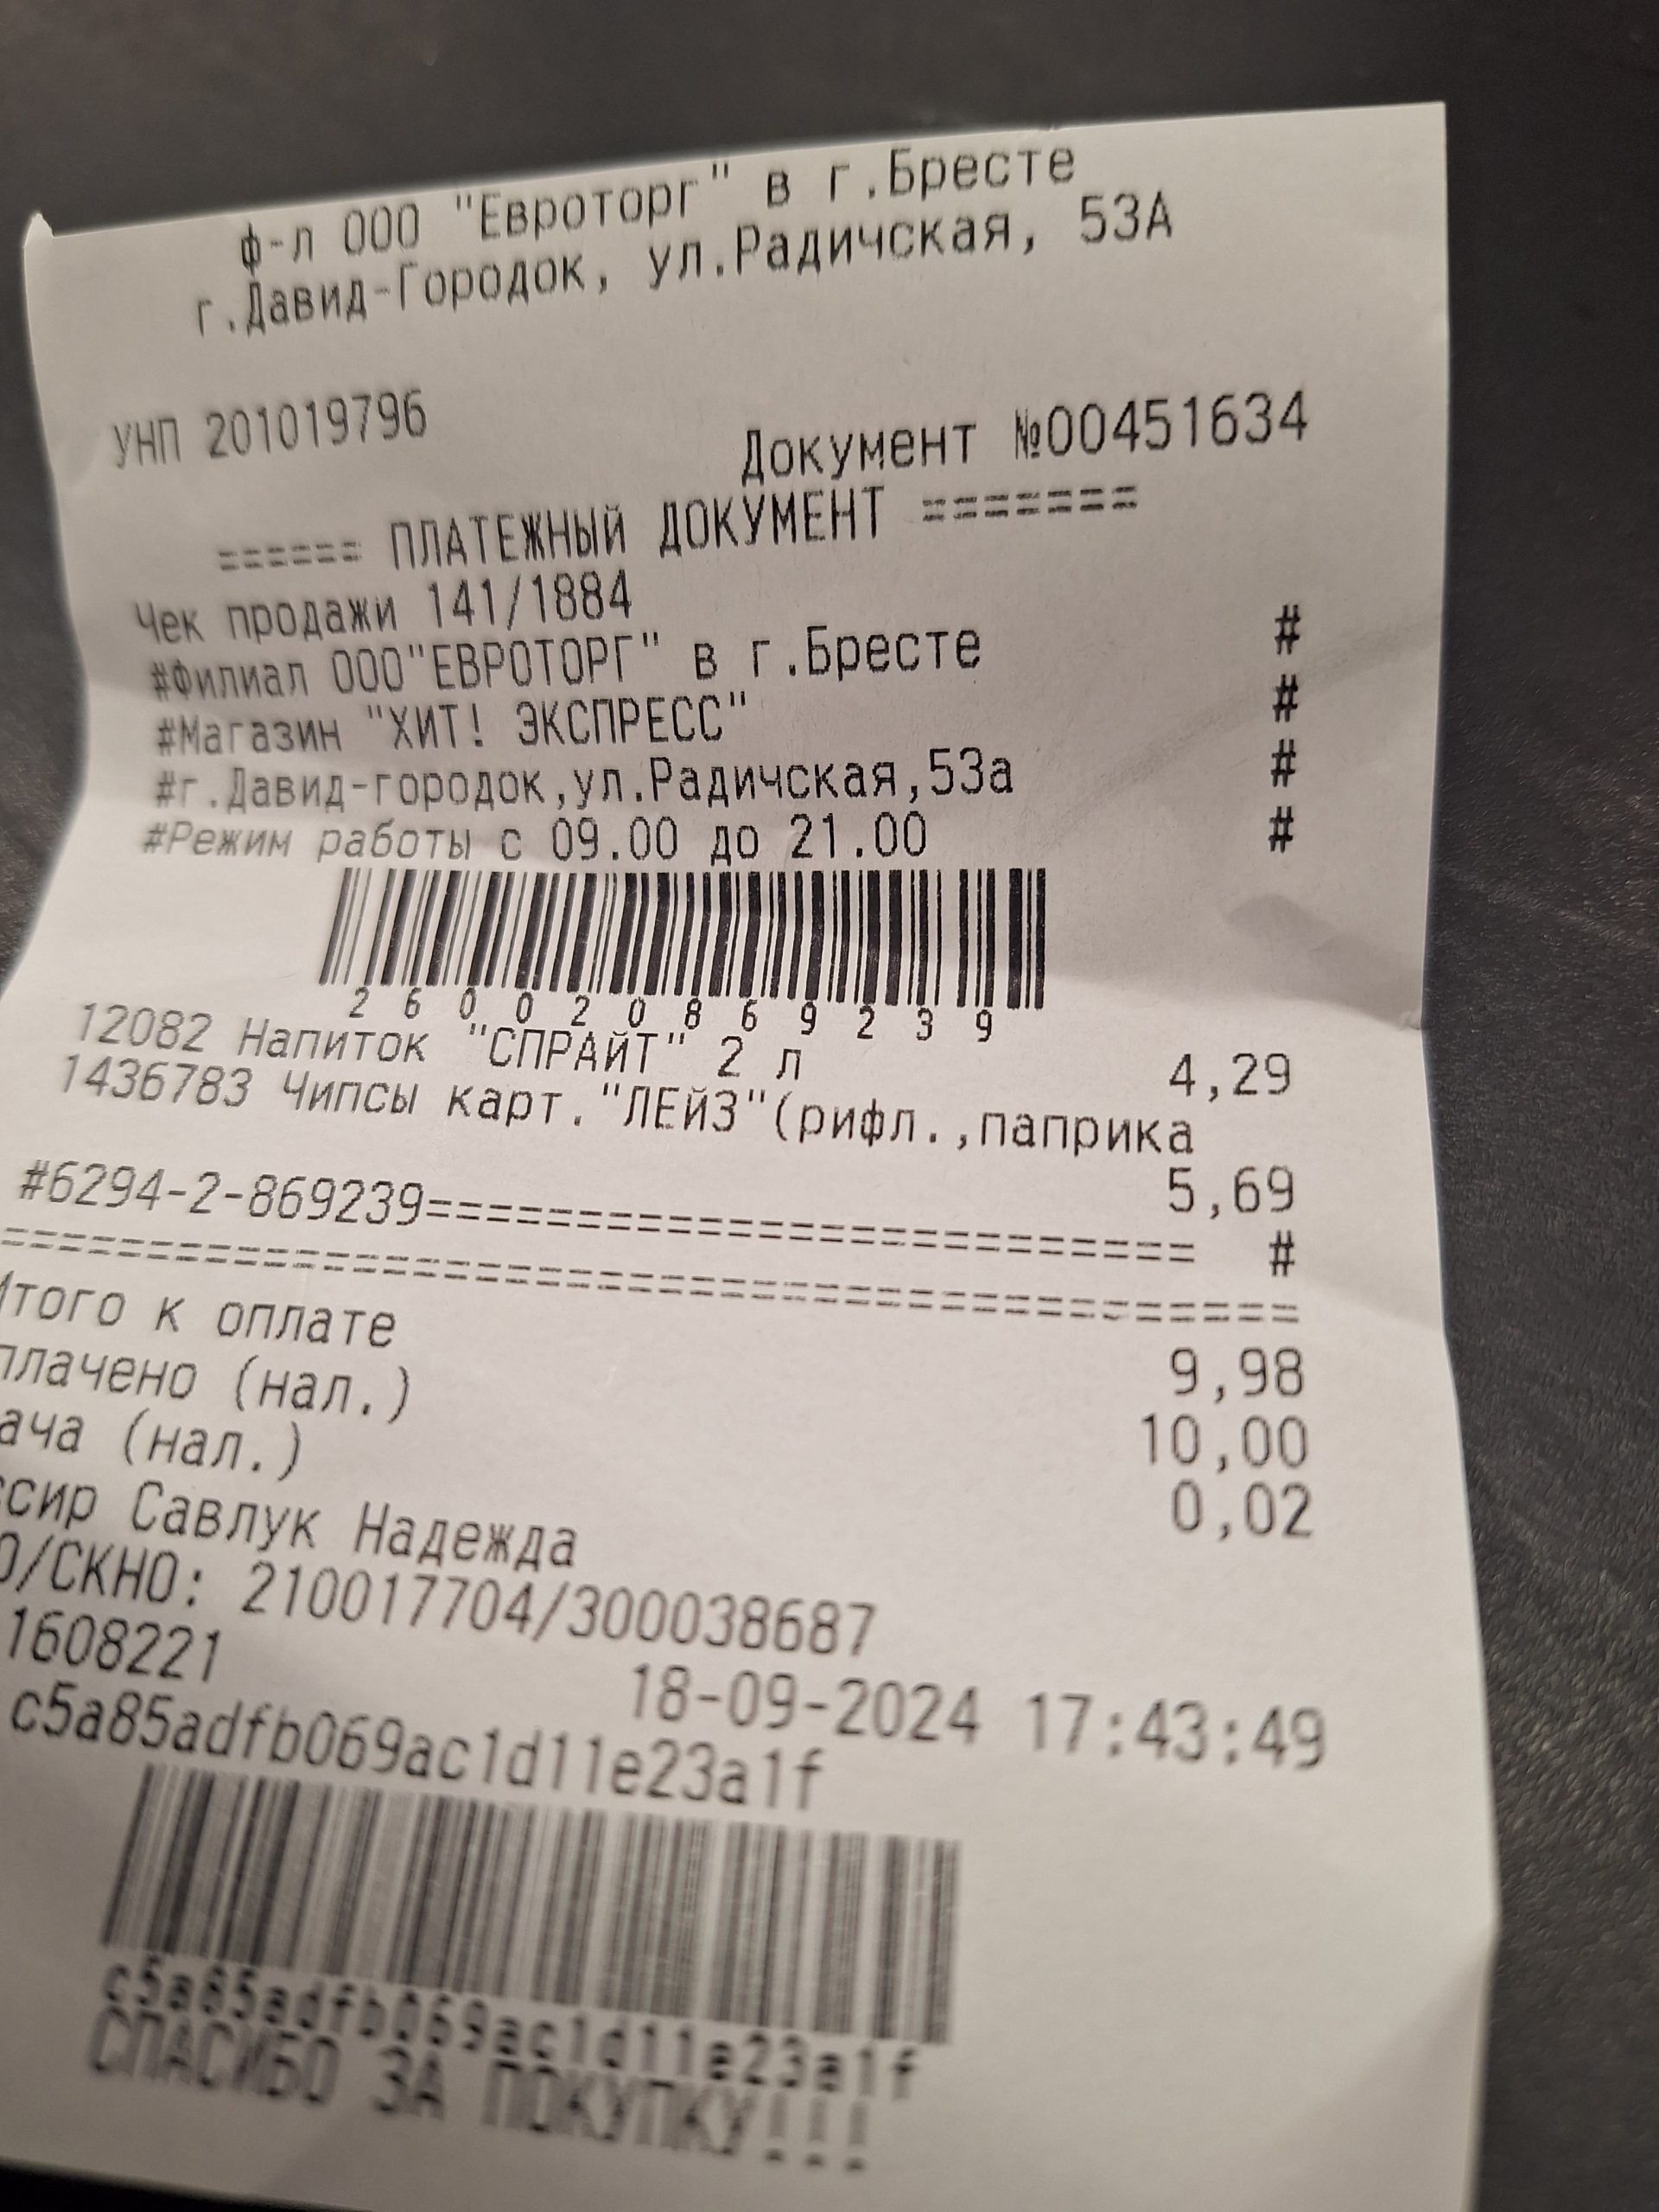 ф-л ООО "Евроторг" в г.Бресте
г.Давид-Городок, ул.Радичская, 53А
УНП 201019796
Документ №00451634
====== ПЛАТЕЖНЫЙ ДОКУМЕНТ =======
Чек продажи 141/1884
#Филиал ООО"ЕВРОТОРГ" в г.Бресте #
#Магазин "ХИТ! ЭКСПРЕСС" #
#г.Давид-городок,ул.Радичская,53а #
#Режим работы с 09.00 до 21.00 #
260020869239
12082 Напиток "СПРАЙТ" 2 л 4,29
1436783 Чипсы карт."ЛЕЙЗ"(рифл.,паприка
5,69
#6294-2-869239============================== #
Итого к оплате 9,98
плачено (нал.) 10,00
ача (нал.) 0,02
ссир Савлук Надежда
О/СКНО: 210017704/300038687
1608221 18-09-2024 17:43:49
c5a85adfb069ac1d11e23a1f
c5a85adfb069ac1d11e23a1f
СПАСИБО ЗА ПОКУПКУ!!!